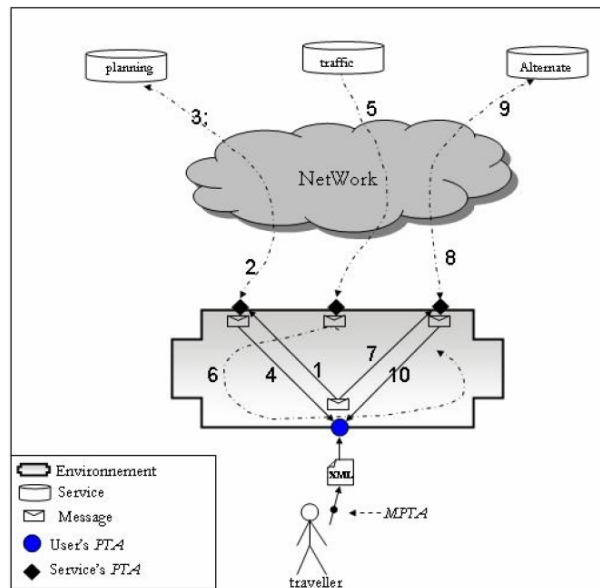 planning
traffic
Alternate
3;
5
9
NetWork
2
8
6
4
1
7
10
XML
MPTA
traveller
Environnement
Service
Message
User's PTA
Service's PTA